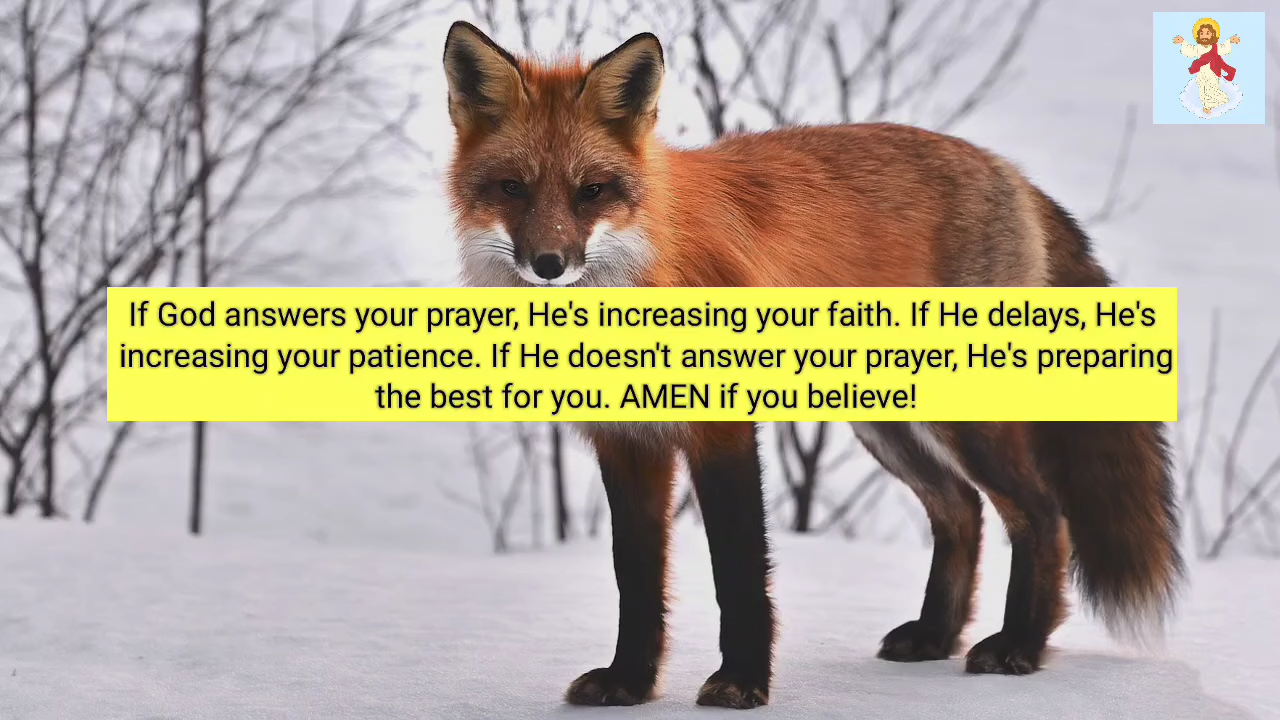 If God answers your prayer, He's increasing your faith. If He delays, He's
increasing your patience. If He doesn't answer your prayer, He's preparing
the best for you. AMEN if you believe!